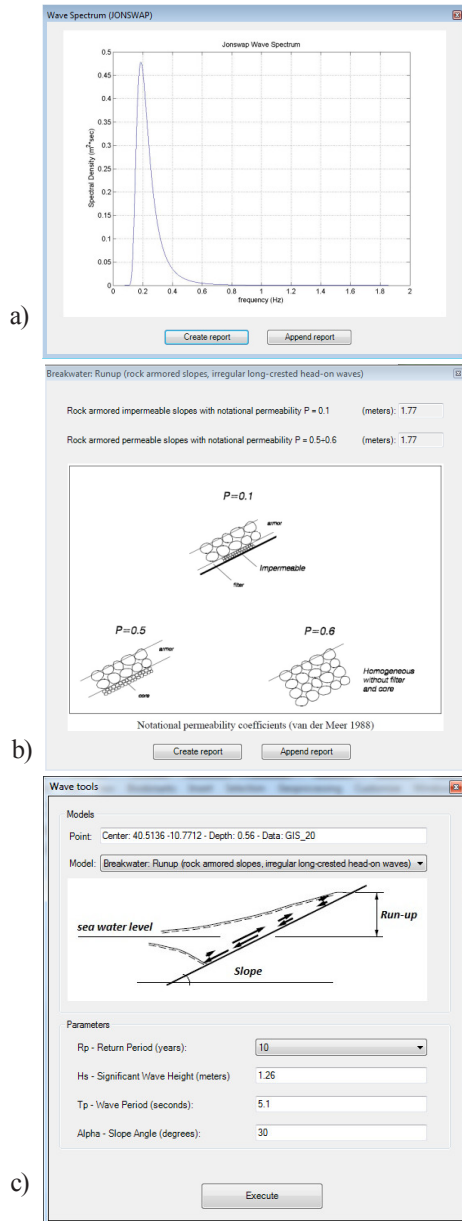 Wave Spectrum (JONSWAP)
Jonswap Wave Spectrum
0.5
0.45
0.4
0.35
0.3
0.25
0.2
0.15
0.1
0.05
0
Spectral Density (m²*sec)
0 0.2 0.4 0.6 0.8 1 1.2 1.4 1.6 1.8 2
frequency (Hz)
Create report Append report
a)
Breakwater: Runup (rock armored slopes, irregular long-crested head-on waves)
Rock armored impermeable slopes with notational permeability P = 0.1 (meters): 1.77
Rock armored permeable slopes with notational permeability P = 0.5÷0.6 (meters): 1.77
P=0.1
armor
Impermeable
filter
P=0.5 P=0.6
armor
core
Homogeneous
without filter
and core
Notational permeability coefficients (van der Meer 1988)
Create report Append report
b)
Wave tools
Models
Point: Center: 40.5136 -10.7712 - Depth: 0.56 - Data: GIS_20
Model: Breakwater: Runup (rock armored slopes, irregular long-crested head-on waves)
sea water level
Run-up
Slope
Parameters
Rp - Return Period (years): 10
Hs - Significant Wave Height (meters) 1.26
Tp - Wave Period (seconds): 5.1
Alpha - Slope Angle (degrees): 30
Execute
c)